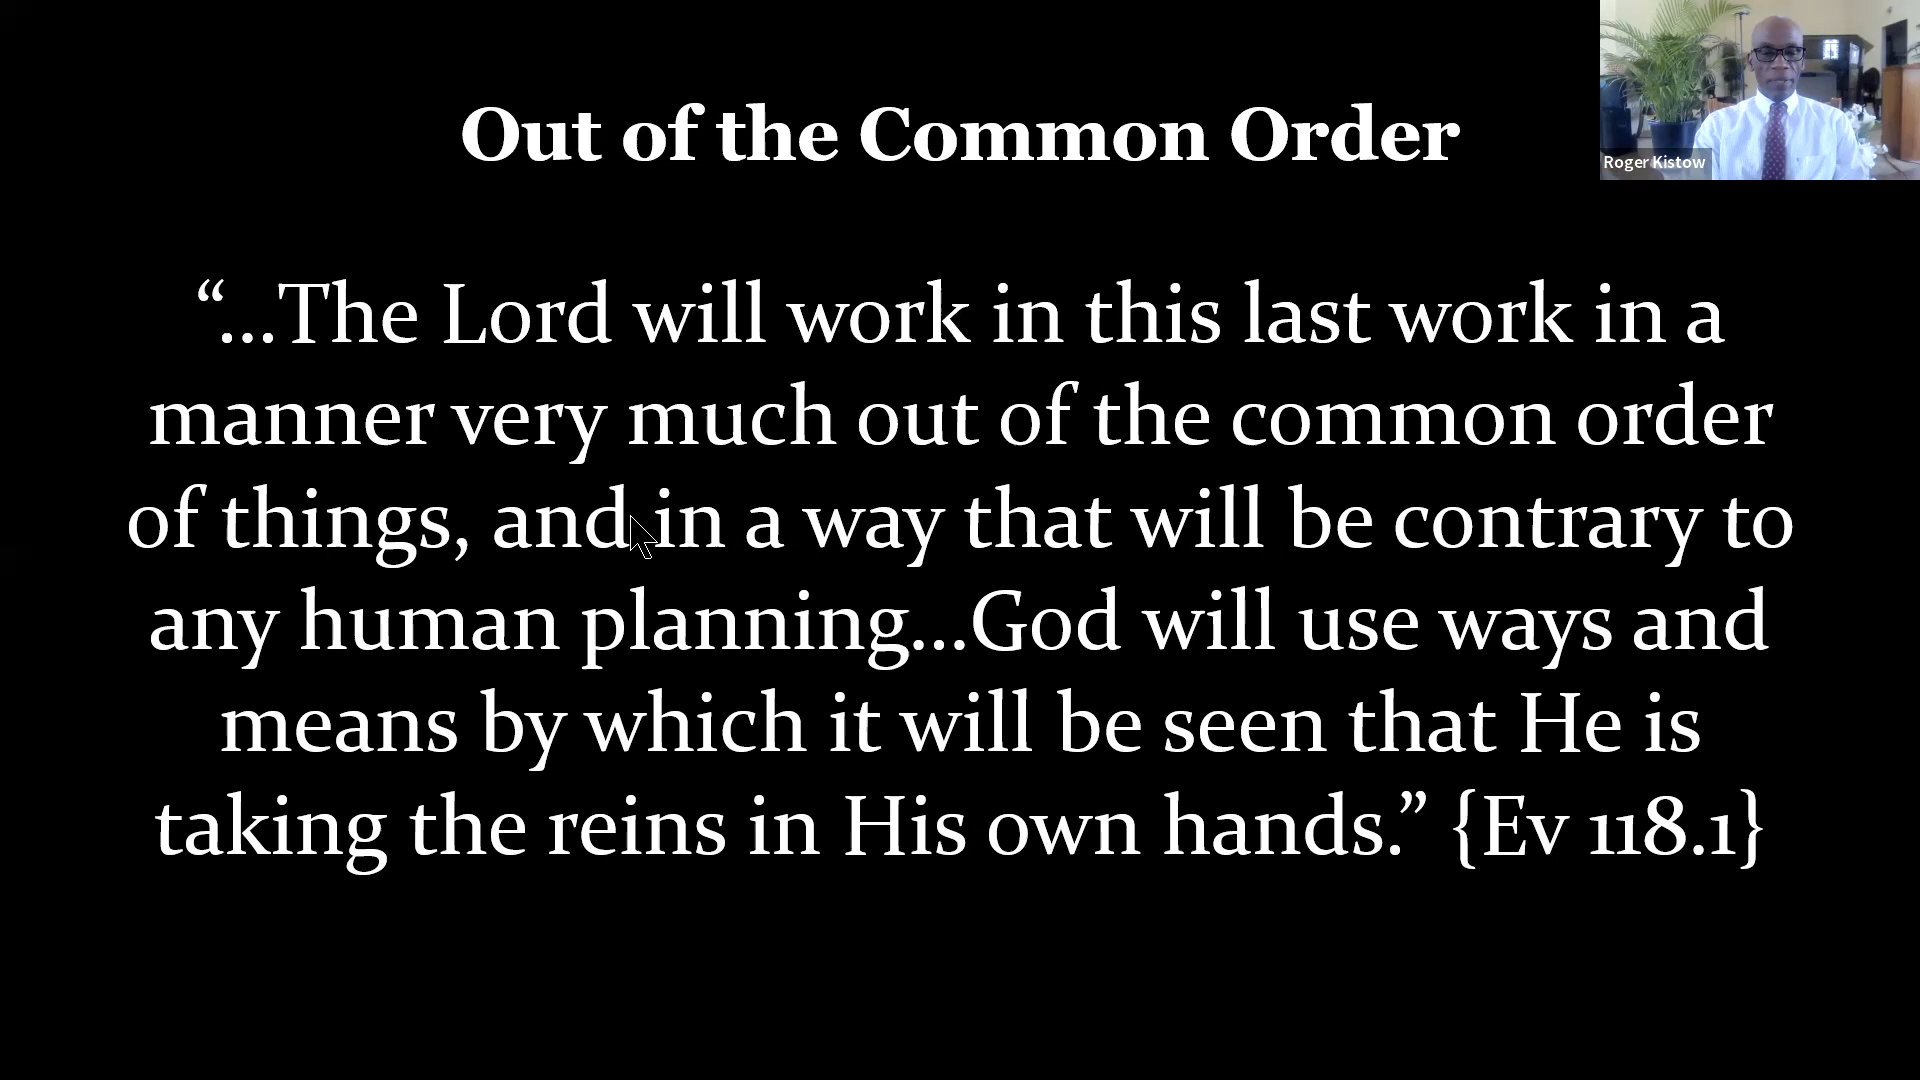 Out of the Common Order
Roger Kistow
“...The Lord will work in this last work in a
manner very much out of the common order
of things, and in a way that will be contrary to
any human planning...God will use ways and
means by which it will be seen that He is
taking the reins in His own hands.” {Ev 118.1}